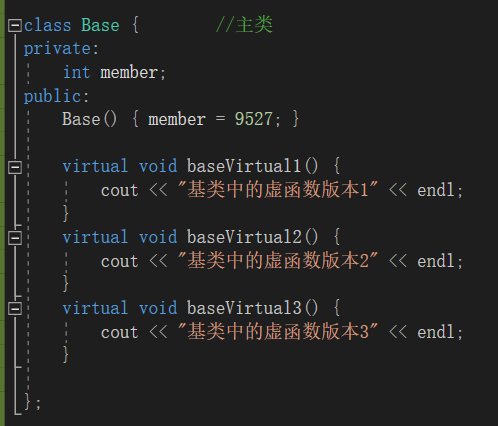 class Base {        //主类
private:
    int member;
public:
    Base() { member = 9527; }
    virtual void baseVirtual1() {
        cout << "基类中的虚函数版本1" << endl;
    }
    virtual void baseVirtual2() {
        cout << "基类中的虚函数版本2" << endl;
    }
    virtual void baseVirtual3() {
        cout << "基类中的虚函数版本3" << endl;
    }
};